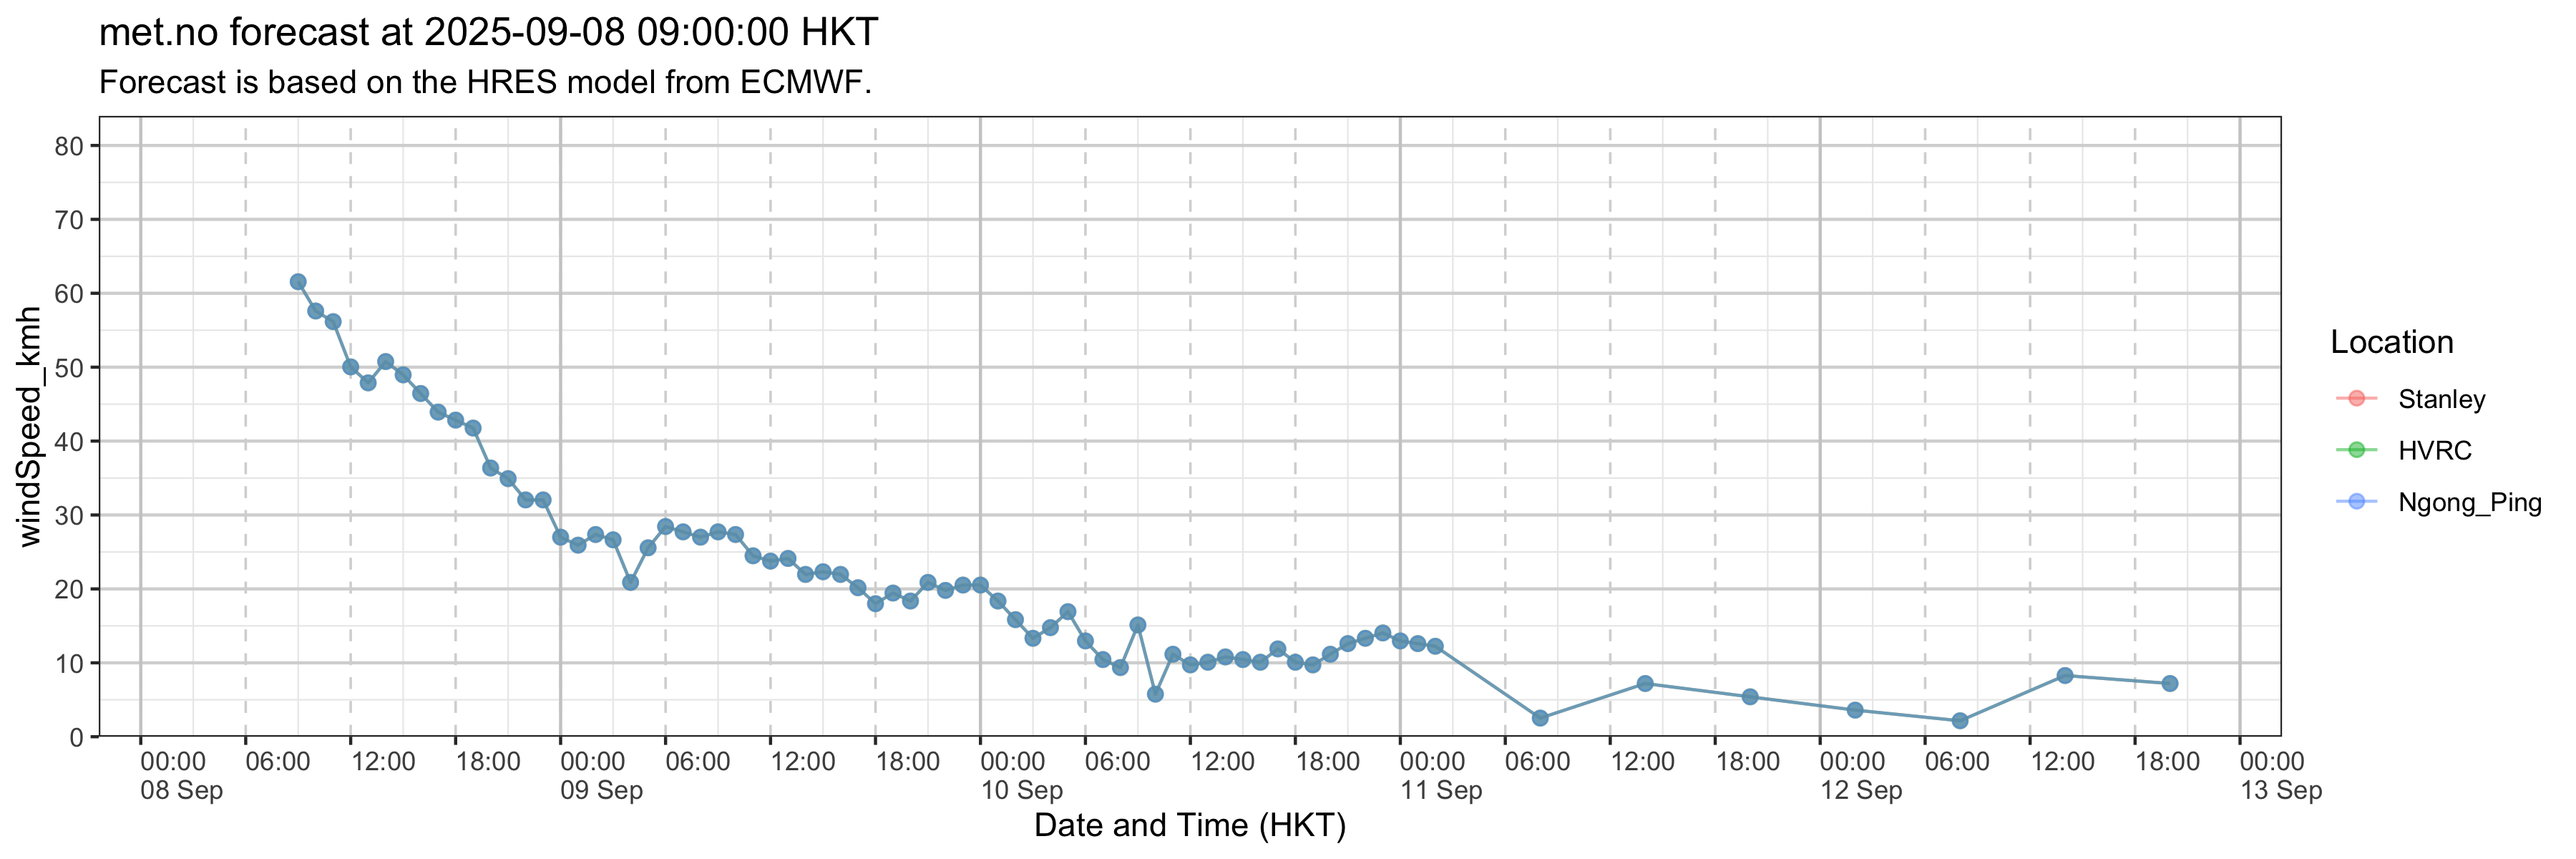 met.no forecast at 2025-09-08 09:00:00 HKT
Forecast is based on the HRES model from ECMWF.
windSpeed_kmh
80
70
60
50
40
30
20
10
0
00:00 06:00 12:00 18:00 00:00 06:00 12:00 18:00 00:00 06:00 12:00 18:00 00:00 06:00 12:00 18:00 00:00 06:00 12:00 18:00 00:00
08 Sep 09 Sep 10 Sep 11 Sep 12 Sep 13 Sep
Date and Time (HKT)
Location
Stanley
HVRC
Ngong_Ping